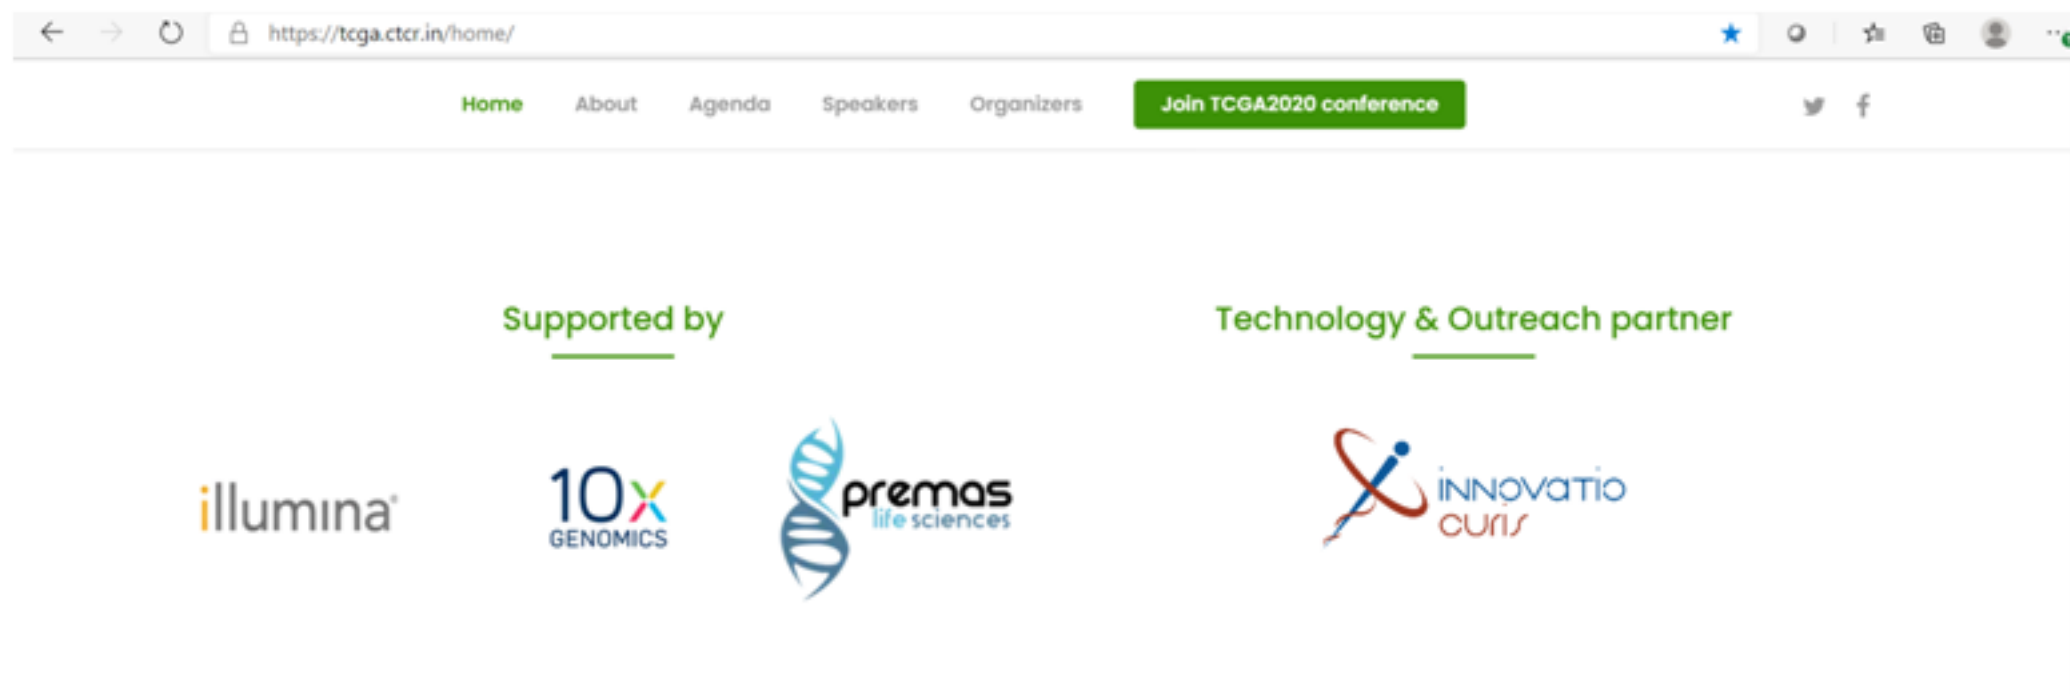 https://tcga.ctcr.in/home/
Home About Agenda Speakers Organizers Join TCGA2020 conference
Supported by
Technology & Outreach partner
illumina®
10x
GENOMICS
premas
life sciences
innovatio
curis